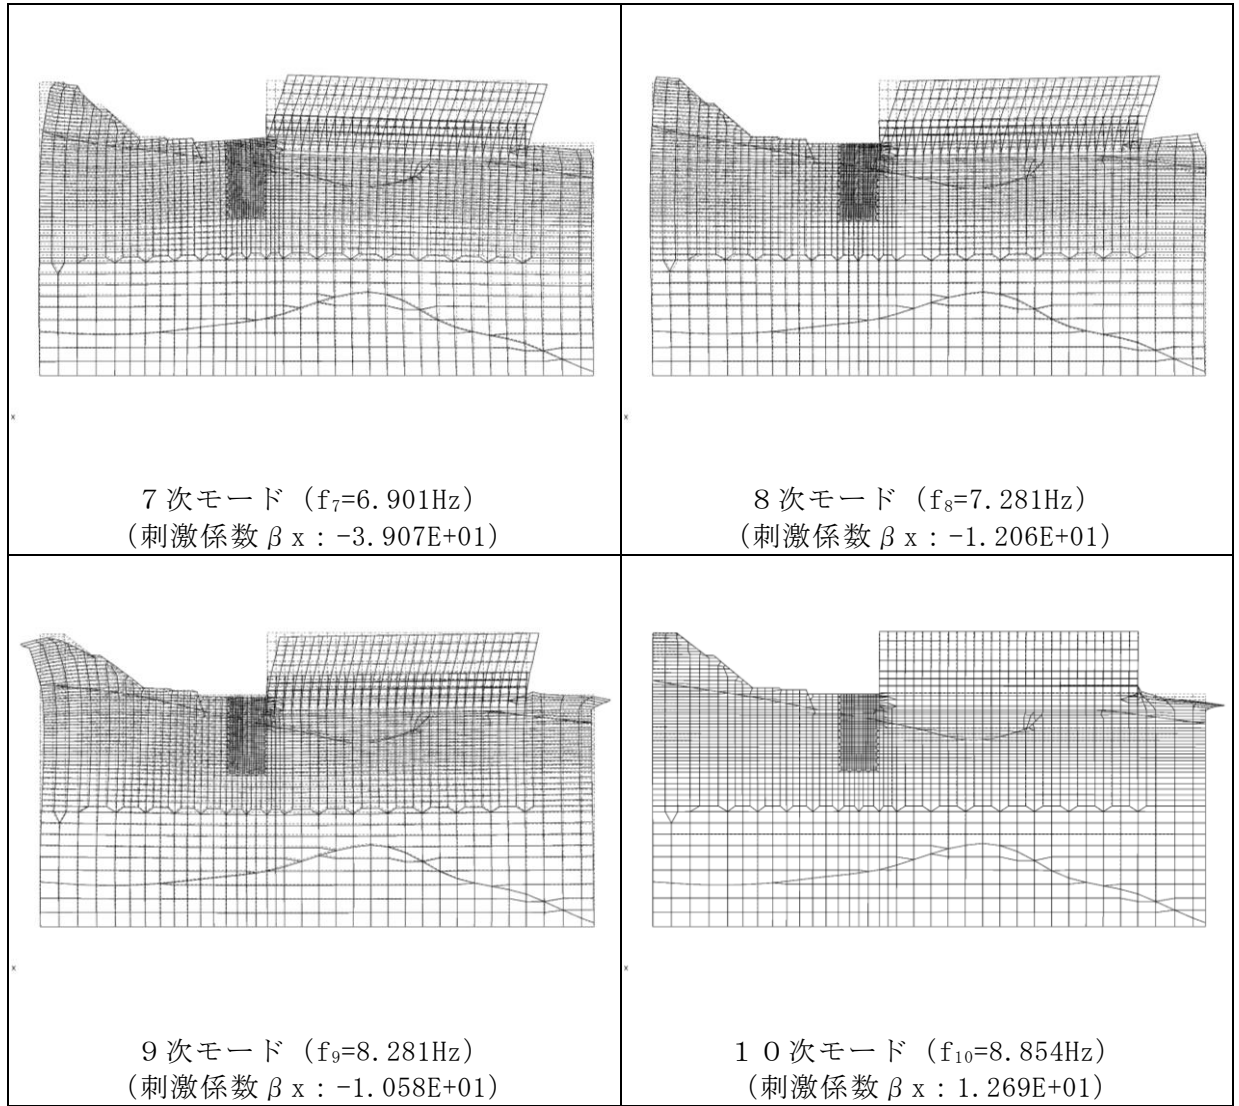 7次モード (f₇=6.901Hz)
(刺激係数βx:-3.907E+01)
8次モード (f₈=7.281Hz)
(刺激係数βx:-1.206E+01)
9次モード (f₉=8.281Hz)
(刺激係数βx:-1.058E+01)
10次モード (f₁₀=8.854Hz)
(刺激係数βx:1.269E+01)